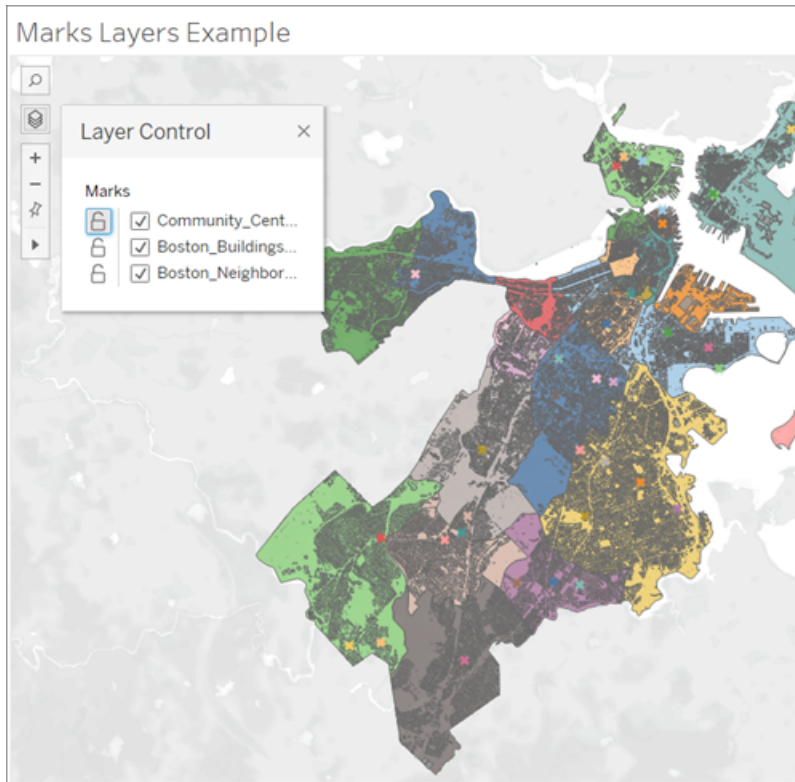 Marks Layers Example
Layer Control
Marks
Community_Cent...
Boston_Buildings...
Boston_Neighbor...